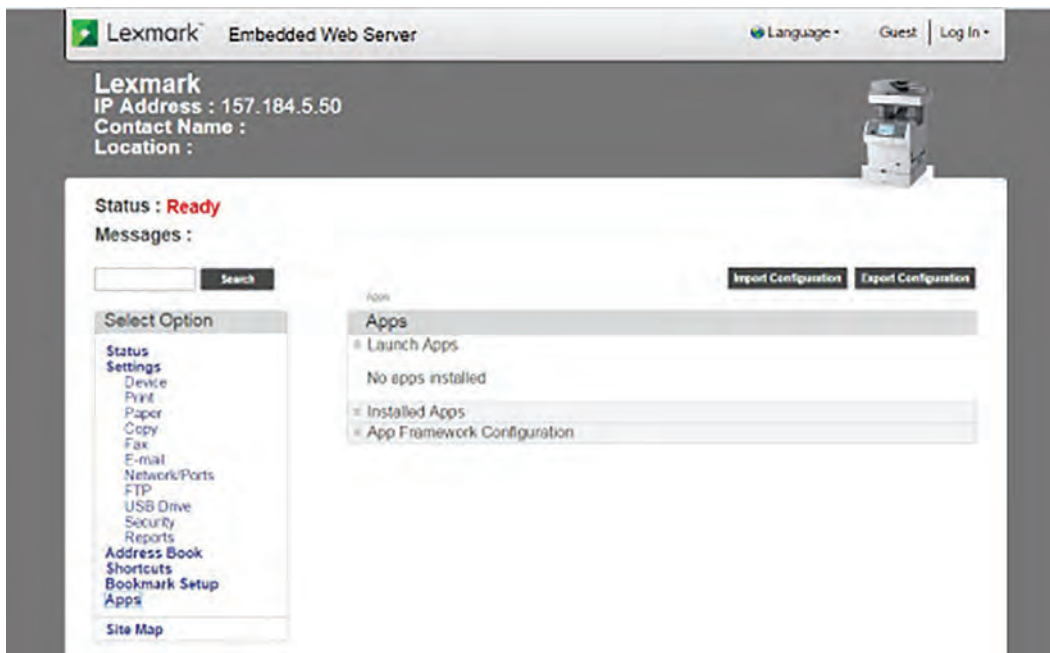 Lexmark Embedded Web Server Language Guest Log In
Lexmark
IP Address : 157.184.5.50
Contact Name :
Location :
Status : Ready
Messages :
Search
Import Configuration Export Configuration
Apps
Select Option
Status
Settings
Device
Print
Paper
Copy
Fax
E-mail
Network/Ports
FTP
USB Drive
Security
Reports
Address Book
Shortcuts
Bookmark Setup
Apps
Site Map
Apps
Launch Apps
No apps installed
Installed Apps
App Framework Configuration